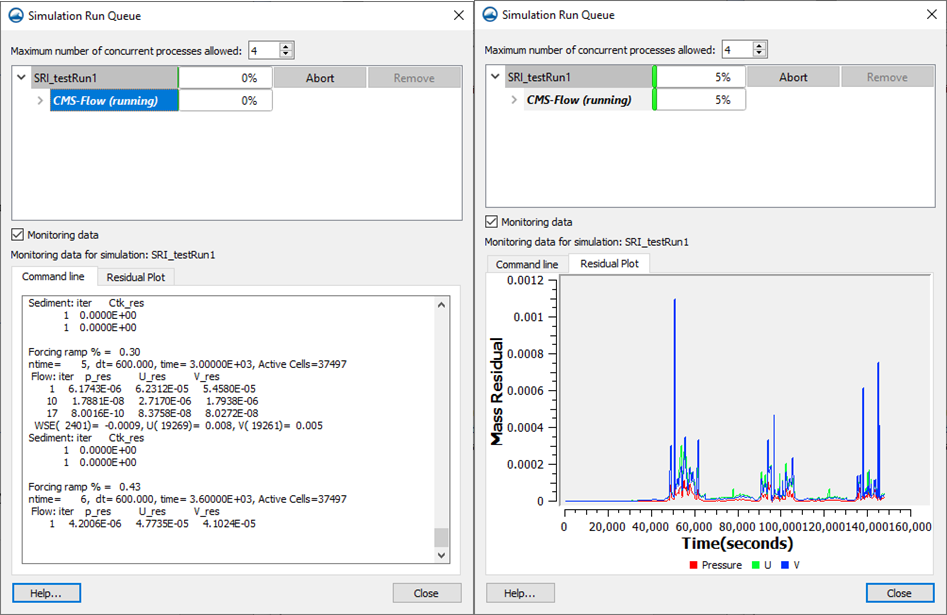 Simulation Run Queue
Maximum number of concurrent processes allowed: 4
SRI_testRun1 0% Abort Remove
CMS-Flow (running) 0%
Monitoring data
Monitoring data for simulation: SRI_testRun1
Command line Residual Plot
Sediment: iter Ctk_res
1 0.0000E+00
1 0.0000E+00
Forcing ramp % = 0.30
ntime= 5, dt= 600.000, time= 3.00000E+03, Active Cells=37497
Flow: iter p_res U_res V_res
1 6.1743E-06 6.2312E-05 5.4580E-05
10 1.7881E-08 2.7170E-06 1.7938E-06
17 8.0016E-10 8.3758E-08 8.0272E-08
WSE( 2401)= -0.0009, U( 19269)= 0.008, V( 19261)= 0.005
Sediment: iter Ctk_res
1 0.0000E+00
1 0.0000E+00
Forcing ramp % = 0.43
ntime= 6, dt= 600.000, time= 3.60000E+03, Active Cells=37497
Flow: iter p_res U_res V_res
1 4.2006E-06 4.7735E-05 4.1024E-05
Help... Close
Simulation Run Queue
Maximum number of concurrent processes allowed: 4
SRI_testRun1 5% Abort Remove
CMS-Flow (running) 5%
Monitoring data
Monitoring data for simulation: SRI_testRun1
Command line Residual Plot
Mass Residual
0.0012
0.001
0.0008
0.0006
0.0004
0.0002
0
0 20,000 40,000 60,000 80,000 100,000 120,000 140,000 160,000
Time(seconds)
Pressure U V
Help... Close